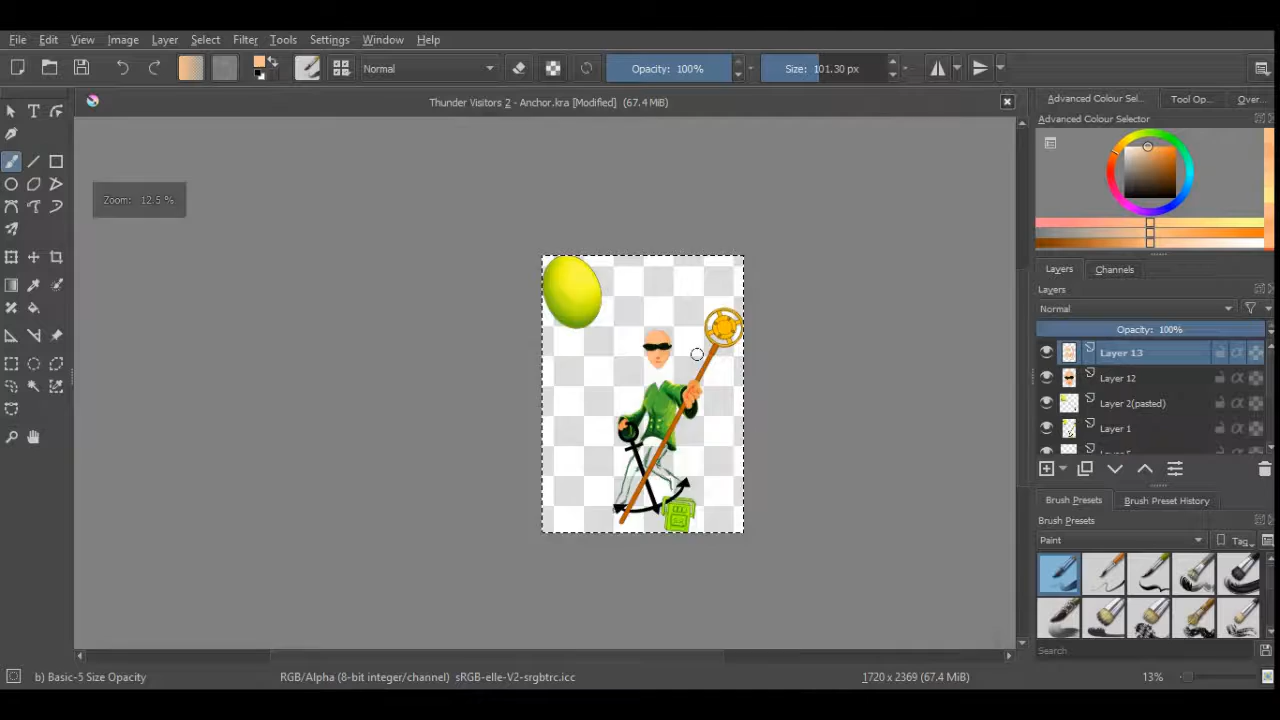 File Edit View Image Layer Select Filter Tools Settings Window Help
Normal Opacity: 100% Size: 101.30 px
Thunder Visitors 2 - Anchor.kra [Modified] (67.4 MiB)
Advanced Colour Sel... Tool Op... Over...
Advanced Colour Selector
Zoom: 12.5 %
Layers Channels
Layers
Normal
Opacity: 100%
Layer 13
Layer 12
Layer 2(pasted)
Layer 1
Brush Presets Brush Preset History
Brush Presets
Paint Tag
Search
b) Basic-5 Size Opacity RGB/Alpha (8-bit integer/channel) sRGB-elle-V2-srgbtrc.icc 1720 x 2369 (67.4 MiB) 13%